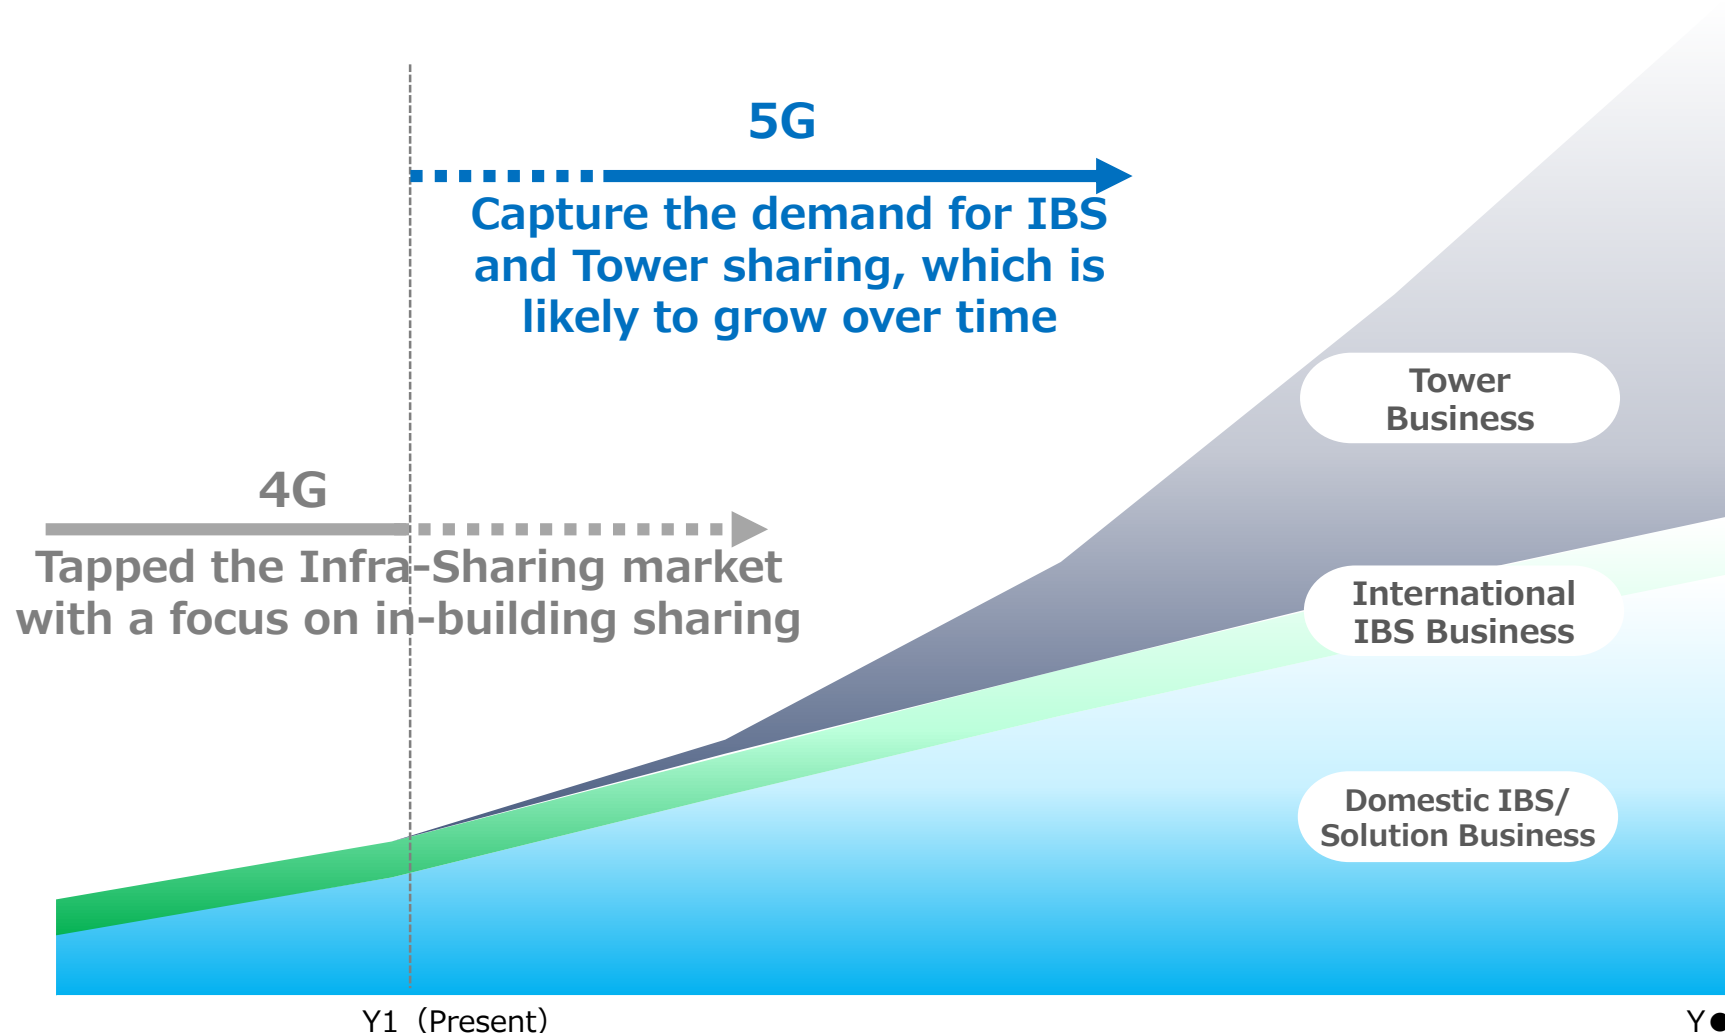 5G
Capture the demand for IBS
and Tower sharing, which is
likely to grow over time
Tower
Business
4G
Tapped the Infra-Sharing market
with a focus on in-building sharing
International
IBS Business
Domestic IBS/
Solution Business
Y1（Present）
Y●